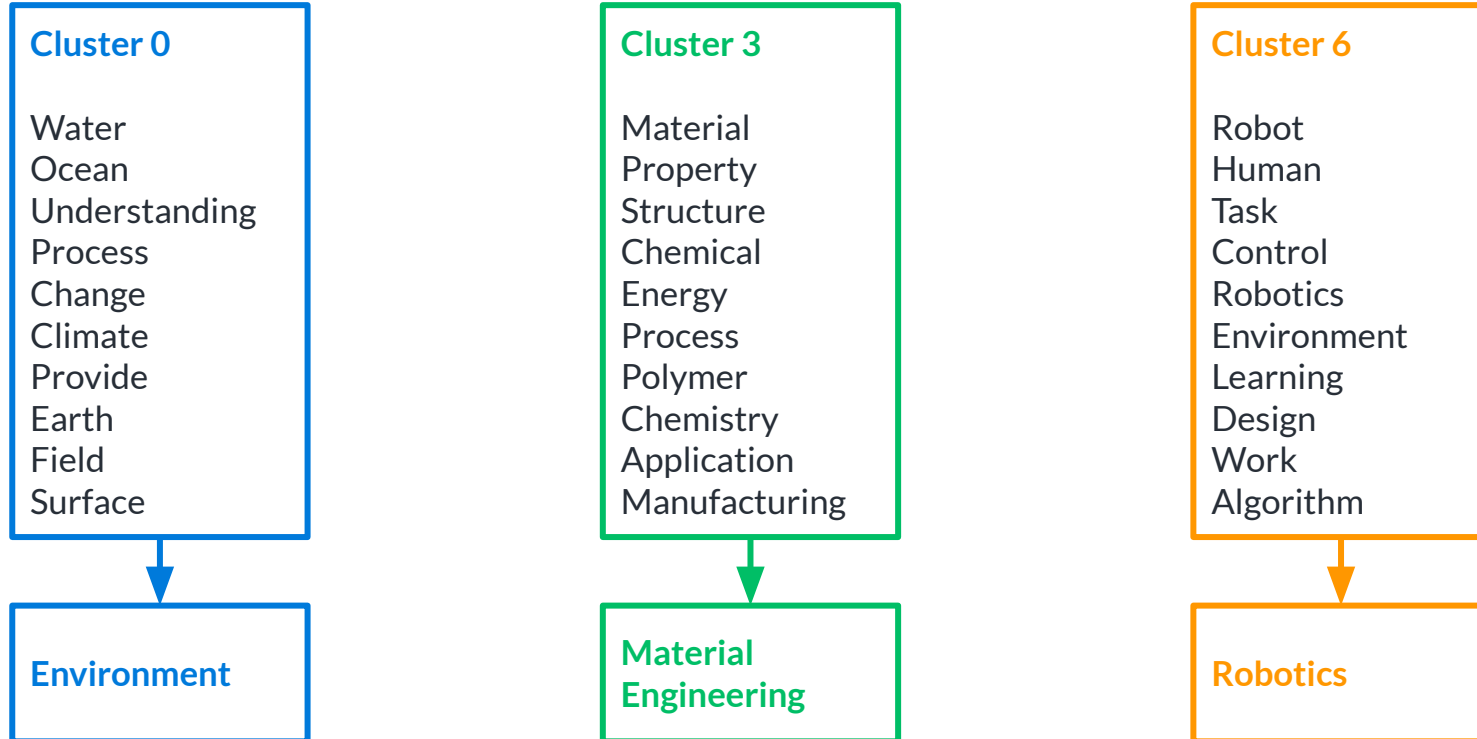 Cluster 0
Water
Ocean
Understanding
Process
Change
Climate
Provide
Earth
Field
Surface
Environment
Cluster 3
Material
Property
Structure
Chemical
Energy
Process
Polymer
Chemistry
Application
Manufacturing
Material
Engineering
Cluster 6
Robot
Human
Task
Control
Robotics
Environment
Learning
Design
Work
Algorithm
Robotics